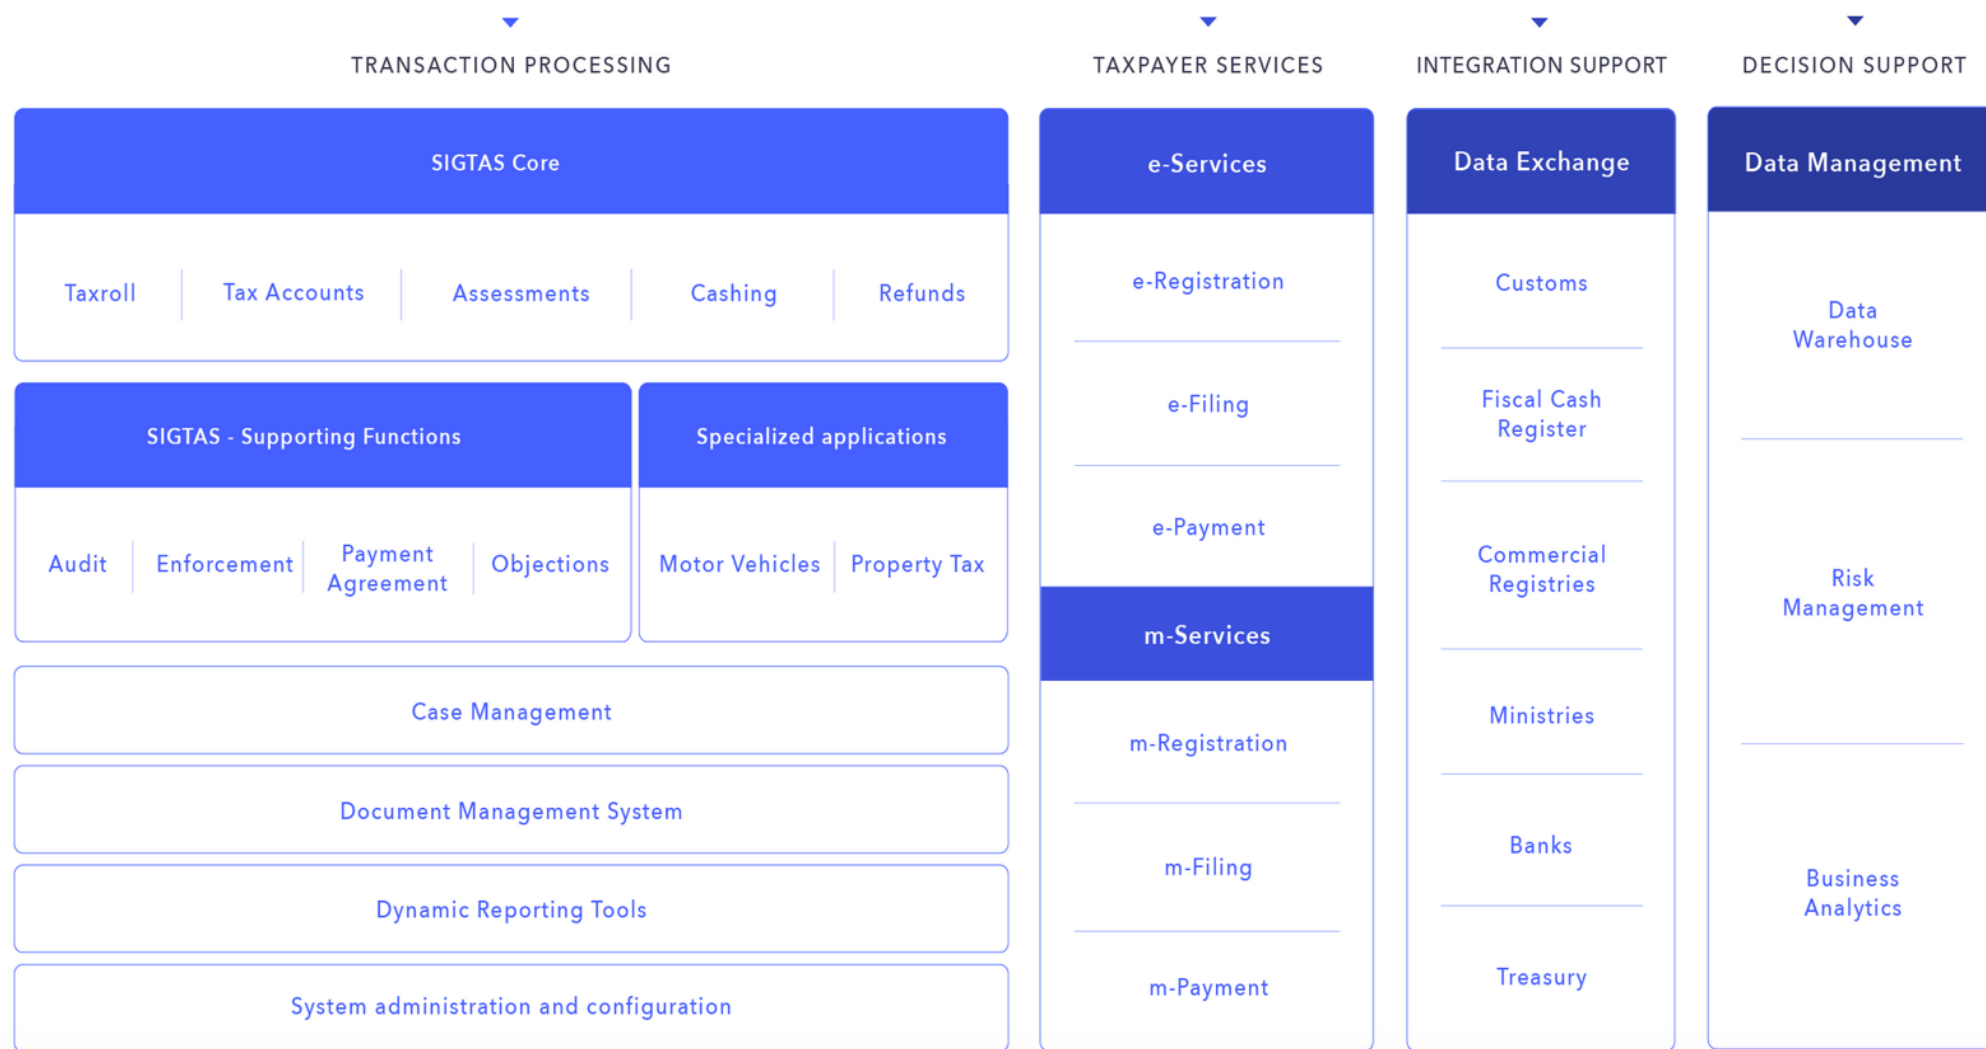 TRANSACTION PROCESSING
SIGTAS Core
Taxroll
Tax Accounts
Assessments
Cashing
Refunds
SIGTAS - Supporting Functions
Audit
Enforcement
Payment
Agreement
Objections
Specialized applications
Motor Vehicles
Property Tax
Case Management
Document Management System
Dynamic Reporting Tools
System administration and configuration
TAXPAYER SERVICES
e-Services
e-Registration
e-Filing
e-Payment
m-Services
m-Registration
m-Filing
m-Payment
INTEGRATION SUPPORT
Data Exchange
Customs
Fiscal Cash
Register
Commercial
Registries
Ministries
Banks
Treasury
DECISION SUPPORT
Data Management
Data
Warehouse
Risk
Management
Business
Analytics